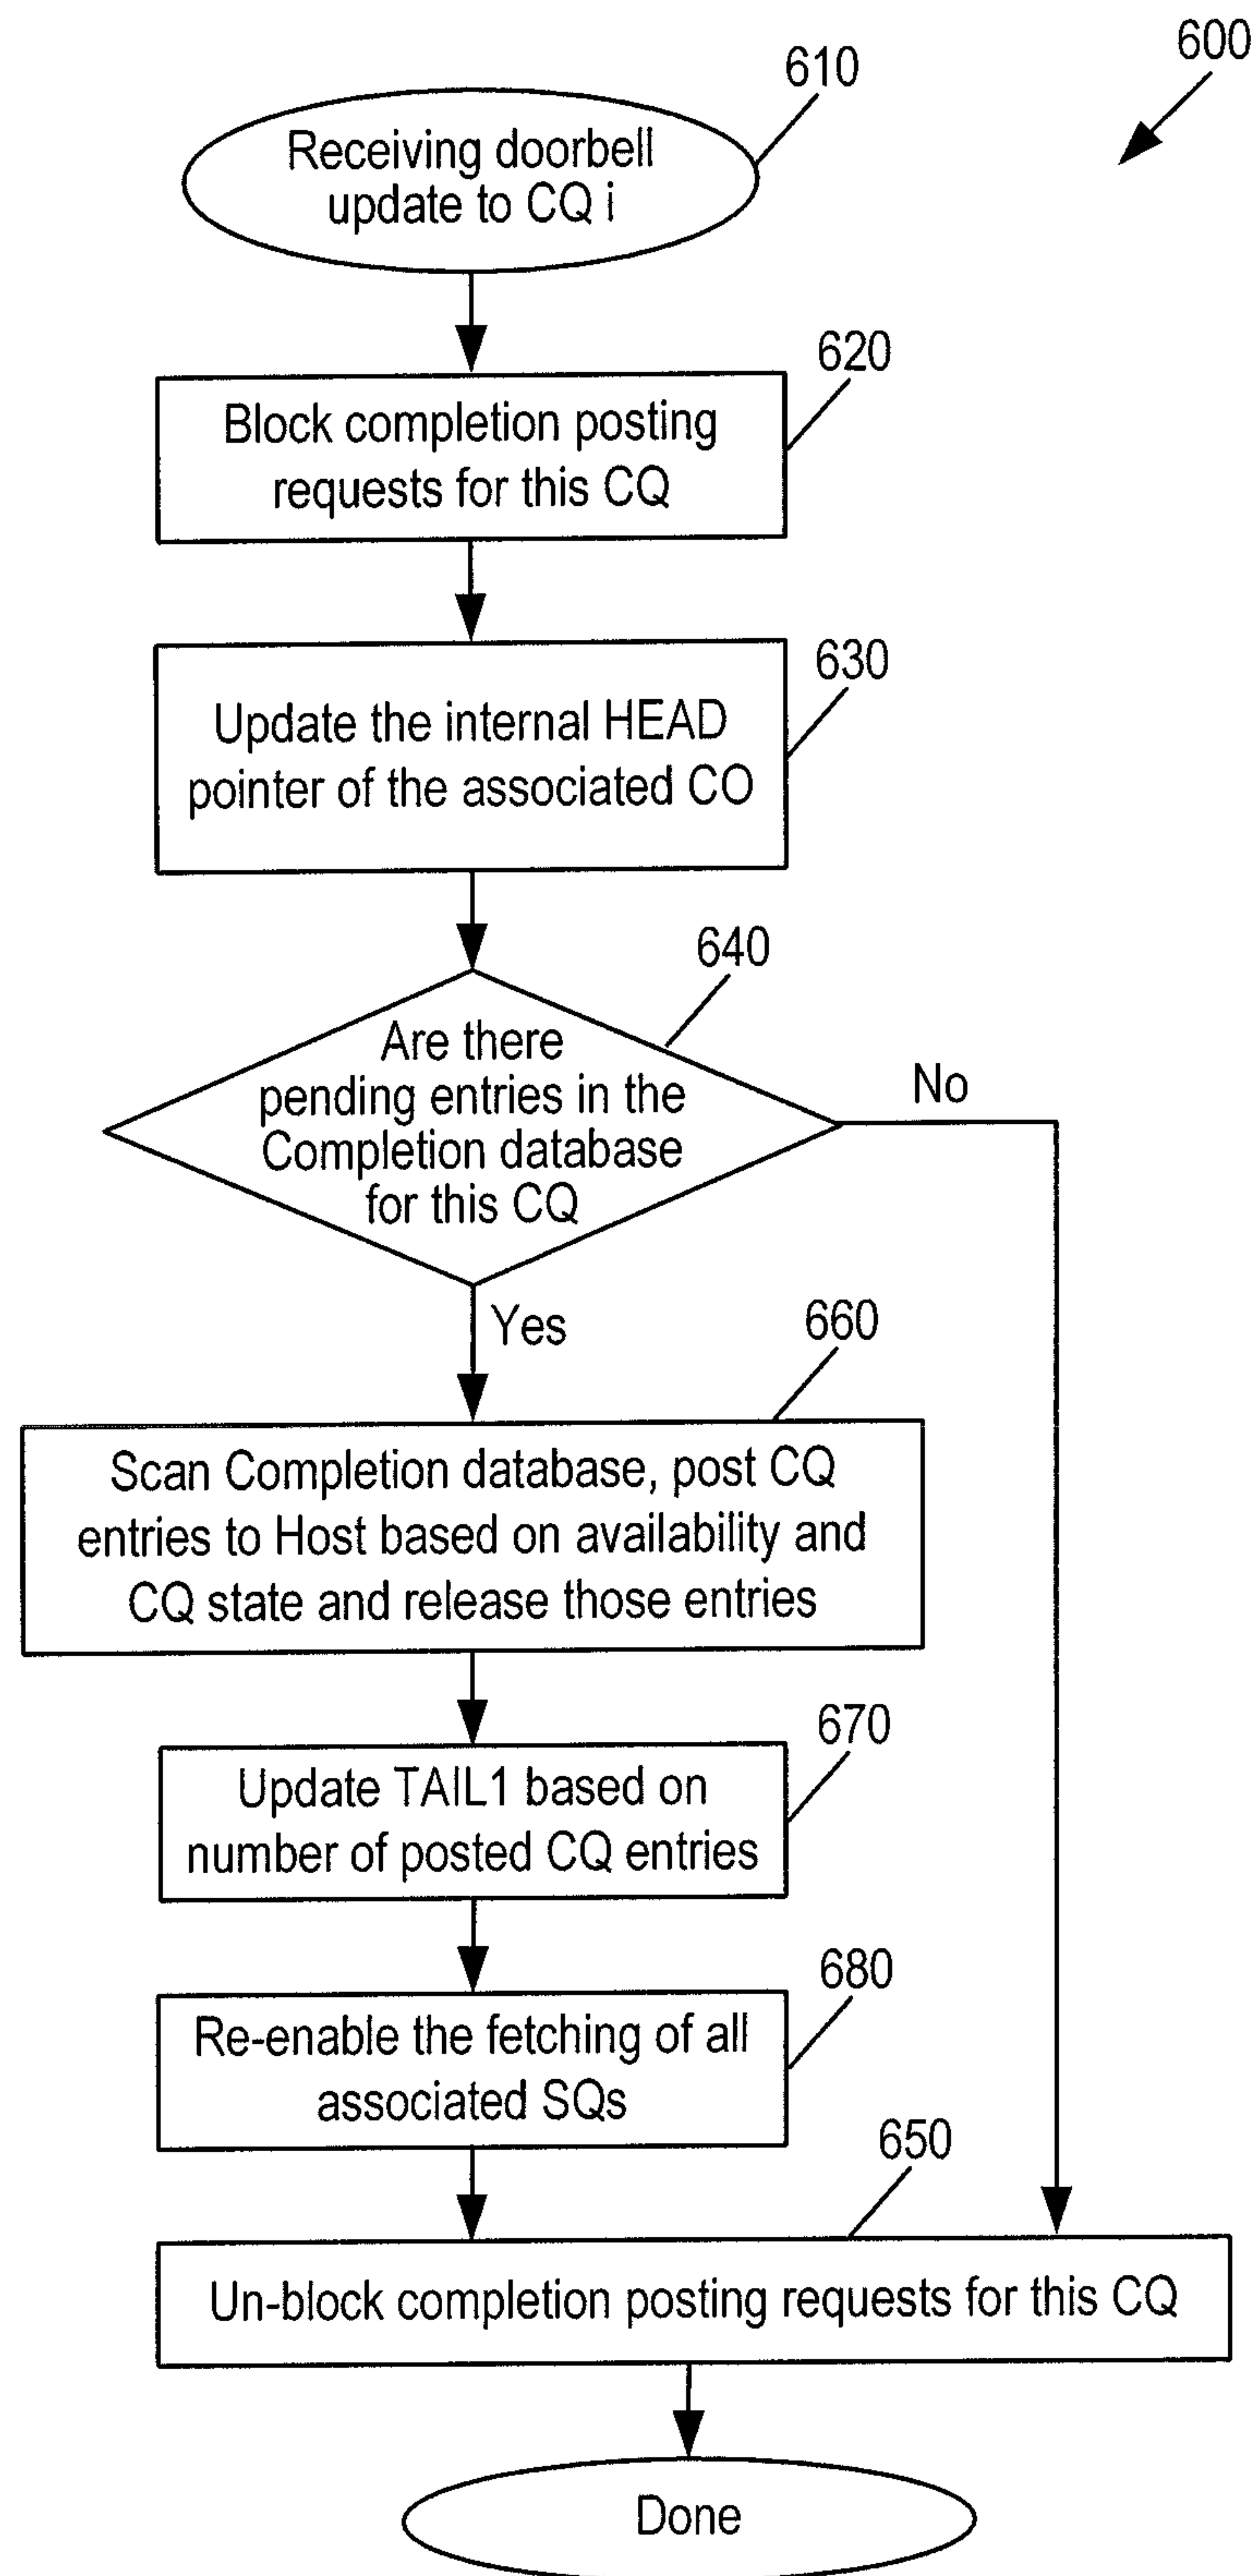 600
610
Receiving doorbell
update to CQ i
620
Block completion posting
requests for this CQ
630
Update the internal HEAD
pointer of the associated CO
640
Are there
pending entries in the
Completion database
for this CQ
No
Yes
660
Scan Completion database, post CQ
entries to Host based on availability and
CQ state and release those entries
670
Update TAIL1 based on
number of posted CQ entries
680
Re-enable the fetching of all
associated SQs
650
Un-block completion posting requests for this CQ
Done